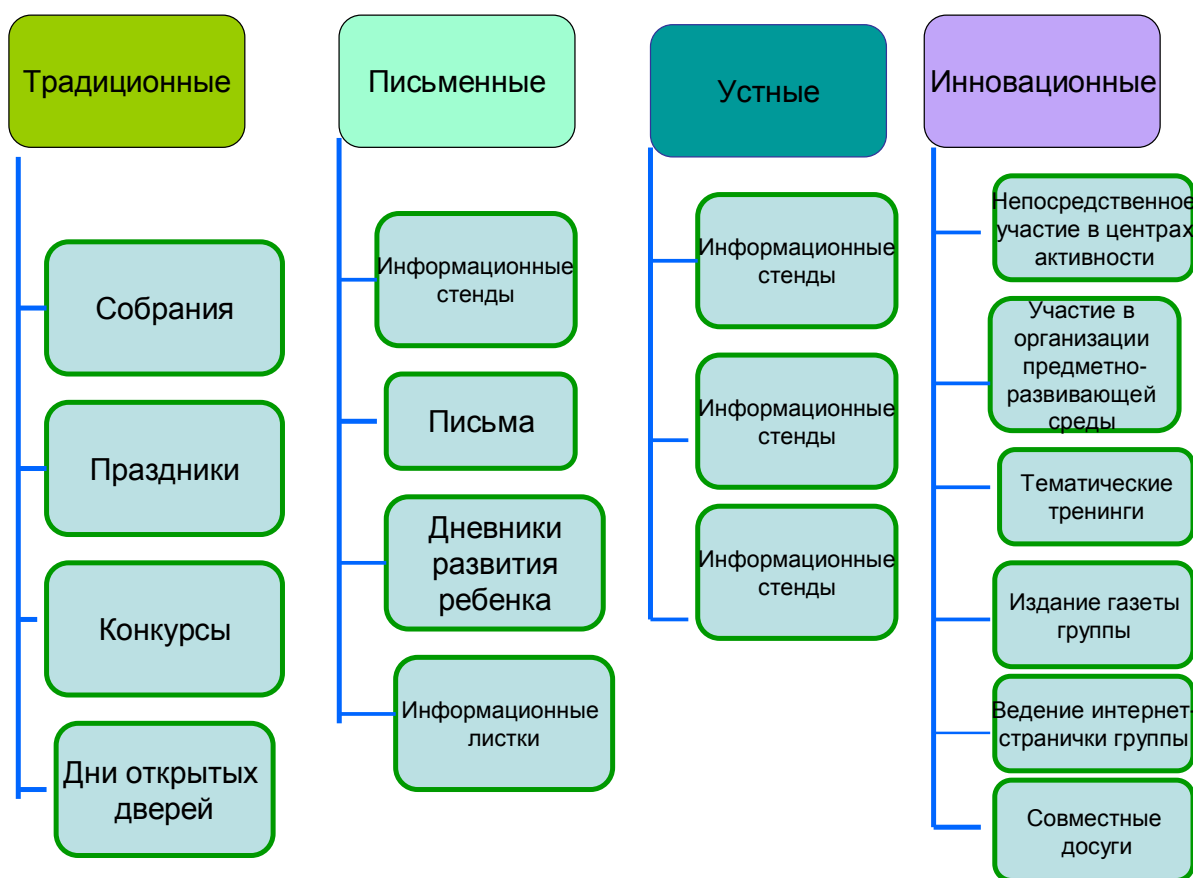 Традиционные
Собрания
Праздники
Конкурсы
Дни открытых
дверей
Письменные
Информационные
стенды
Письма
Дневники
развития
ребенка
Информационные
листки
Устные
Информационные
стенды
Информационные
стенды
Информационные
стенды
Инновационные
Непосредственное
участие в центрах
активности
Участие в
организации
предметно-
развивающей
среды
Тематические
тренинги
Издание газеты
группы
Ведение интернет-
странички группы
Совместные
досуги